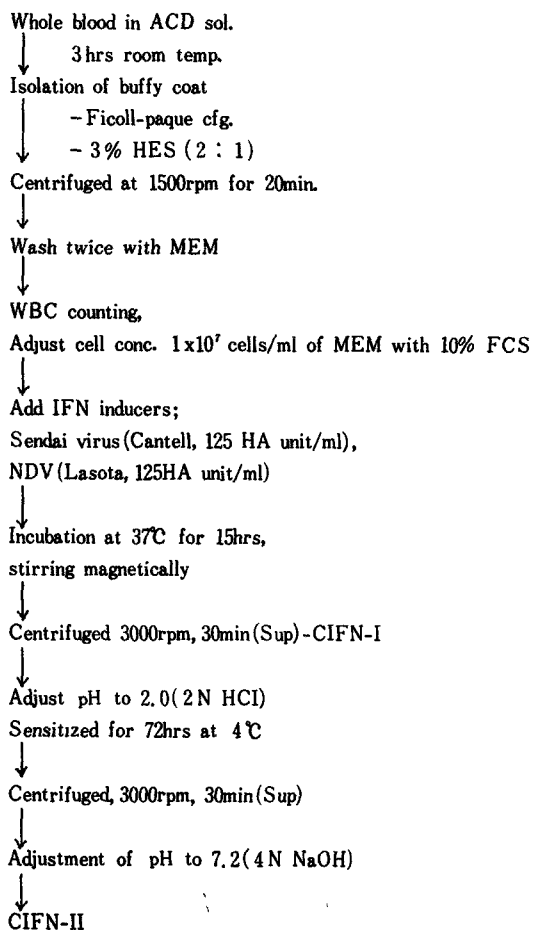 Whole blood in ACD sol.
3hrs room temp.
Isolation of buffy coat
- Ficoll-paque cfg.
- 3% HES (2 : 1)
Centrifuged at 1500rpm for 20min.
Wash twice with MEM
WBC counting,
Adjust cell conc. 1x10⁷ cells/ml of MEM with 10% FCS
Add IFN inducers;
Sendai virus(Cantell, 125 HA unit/ml),
NDV(Lasota, 125HA unit/ml)
Incubation at 37℃ for 15hrs,
stirring magnetically
Centrifuged 3000rpm, 30min(Sup)-CIFN-I
Adjust pH to 2.0(2N HCl)
Sensitized for 72hrs at 4℃
Centrifuged, 3000rpm, 30min(Sup)
Adjustment of pH to 7.2(4N NaOH)
CIFN-II